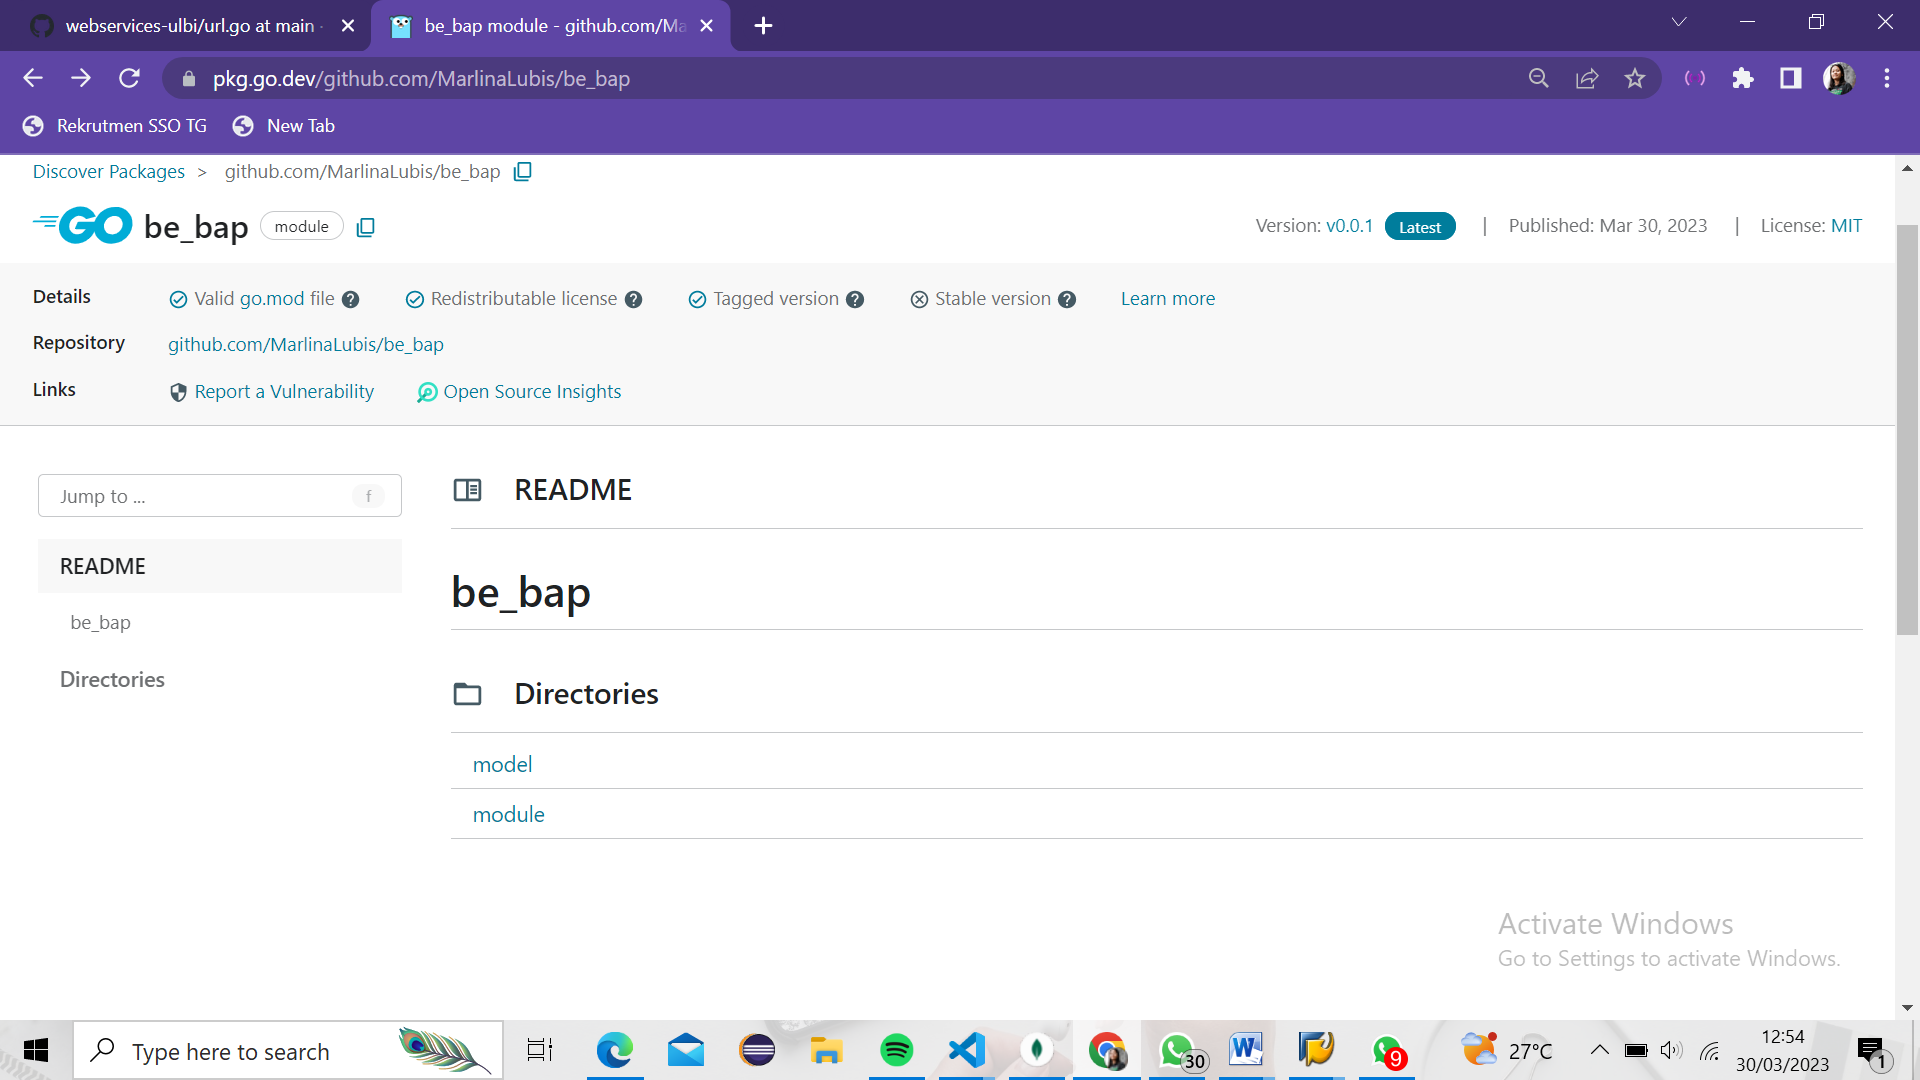 webservices-ulbi/url.go at main
be_bap module - github.com/Ma
pkg.go.dev/github.com/MarlinaLubis/be_bap
Rekrutmen SSO TG
New Tab
Discover Packages > github.com/MarlinaLubis/be_bap
GO be_bap module
Version: v0.0.1 Latest | Published: Mar 30, 2023 | License: MIT
Details Valid go.mod file ? Redistributable license ? Tagged version ? Stable version ? Learn more
Repository github.com/MarlinaLubis/be_bap
Links Report a Vulnerability Open Source Insights
Jump to ... f
README
be_bap
Directories
README
be_bap
Directories
model
module
Activate Windows
Go to Settings to activate Windows.
Type here to search
30
W
9
27°C
12:54
30/03/2023
1